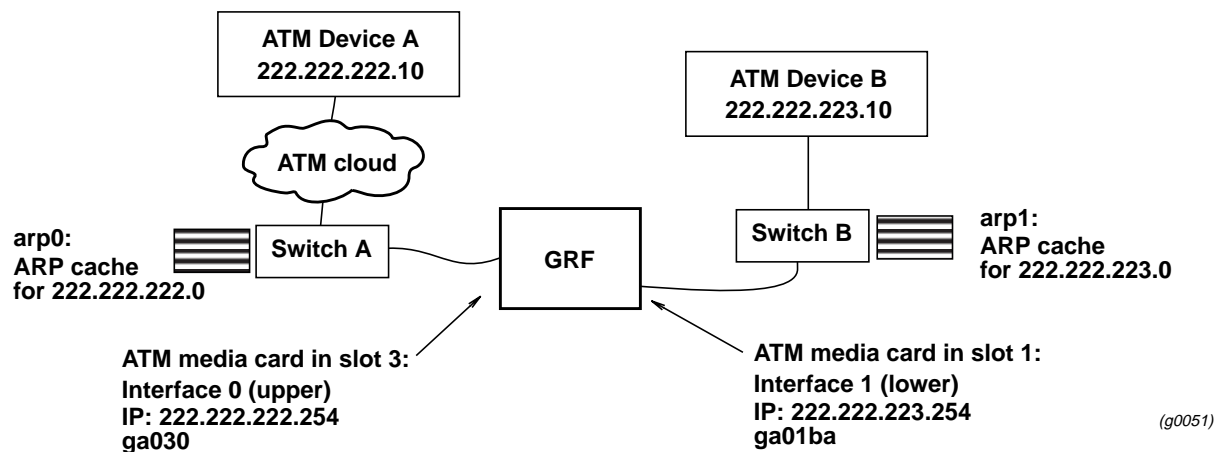 ATM Device A
222.222.222.10
ATM Device B
222.222.223.10
ATM cloud
arp0:
ARP cache
for 222.222.222.0
Switch A
GRF
Switch B
arp1:
ARP cache
for 222.222.223.0
ATM media card in slot 3:
Interface 0 (upper)
IP: 222.222.222.254
ga030
ATM media card in slot 1:
Interface 1 (lower)
IP: 222.222.223.254
ga01ba
(g0051)